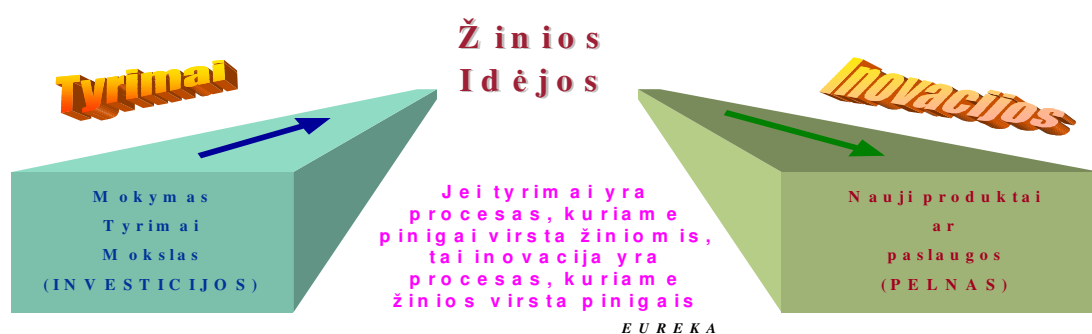 Žinios
Idėjos
Tyrimai
Inovacijos
Mokymas
Tyrimai
Mokslas
(INVESTICIJOS)
Jei tyrimai yra
procesas, kuriame
pinigai virsta žiniomis,
tai inovacija yra
procesas, kuriame
žinios virsta pinigais
EUREKA
Nauji produktai
ar
paslaugos
(PELNAS)